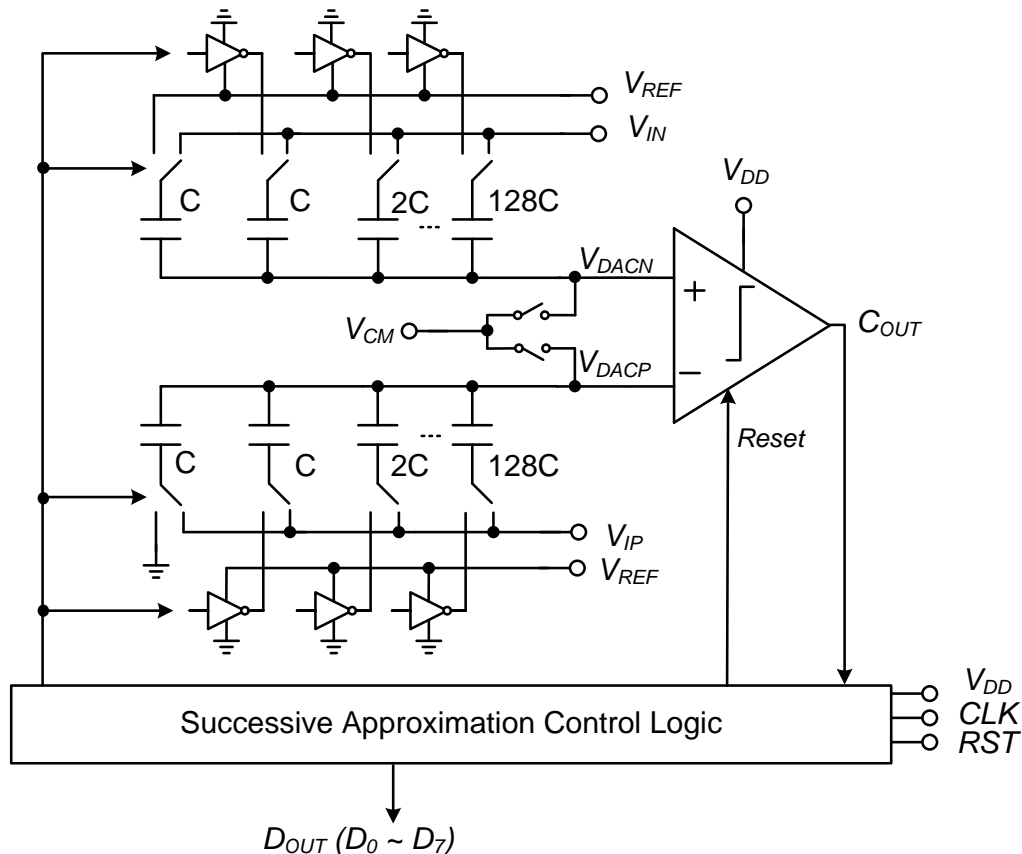 V_REF
V_IN
V_DD
C C 2C 128C
....
V_DACN
+
V_CM
C_OUT
V_DACP
−
....
C C 2C 128C
Reset
V_IP
V_REF
Successive Approximation Control Logic
V_DD
CLK
RST
D_OUT (D_0 ~ D_7)